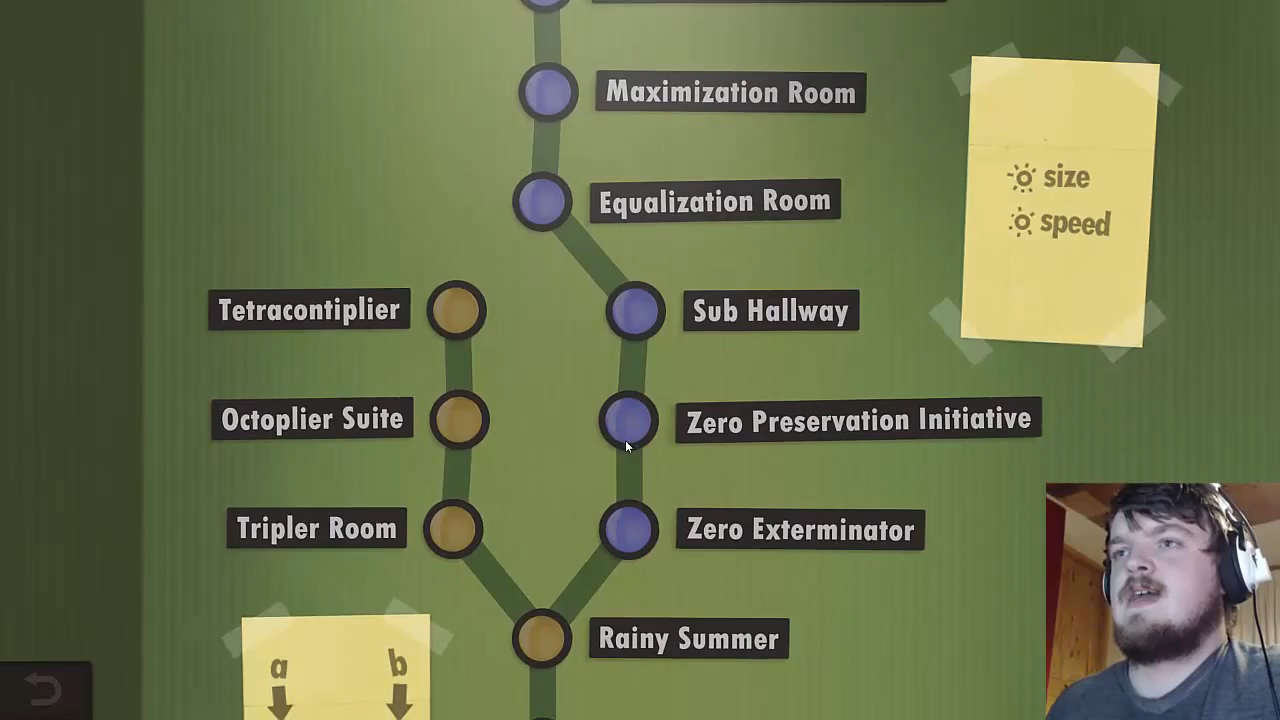 Maximization Room
size
Equalization Room
speed
Tetracontiplier
Sub Hallway
Octoplier Suite
Zero Preservation Initiative
Tripler Room
Zero Exterminator
Rainy Summer
a
b